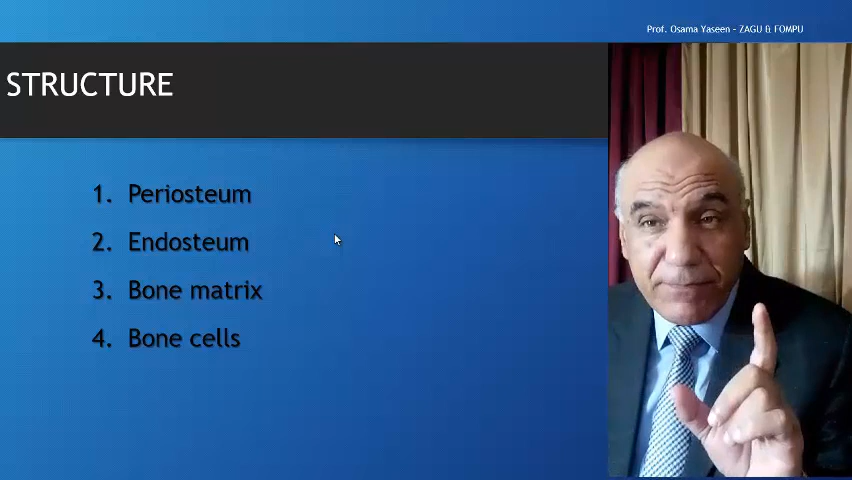 Prof. Osama Yaseen – ZAGU & FOMPU
STRUCTURE
1. Periosteum
2. Endosteum
3. Bone matrix
4. Bone cells